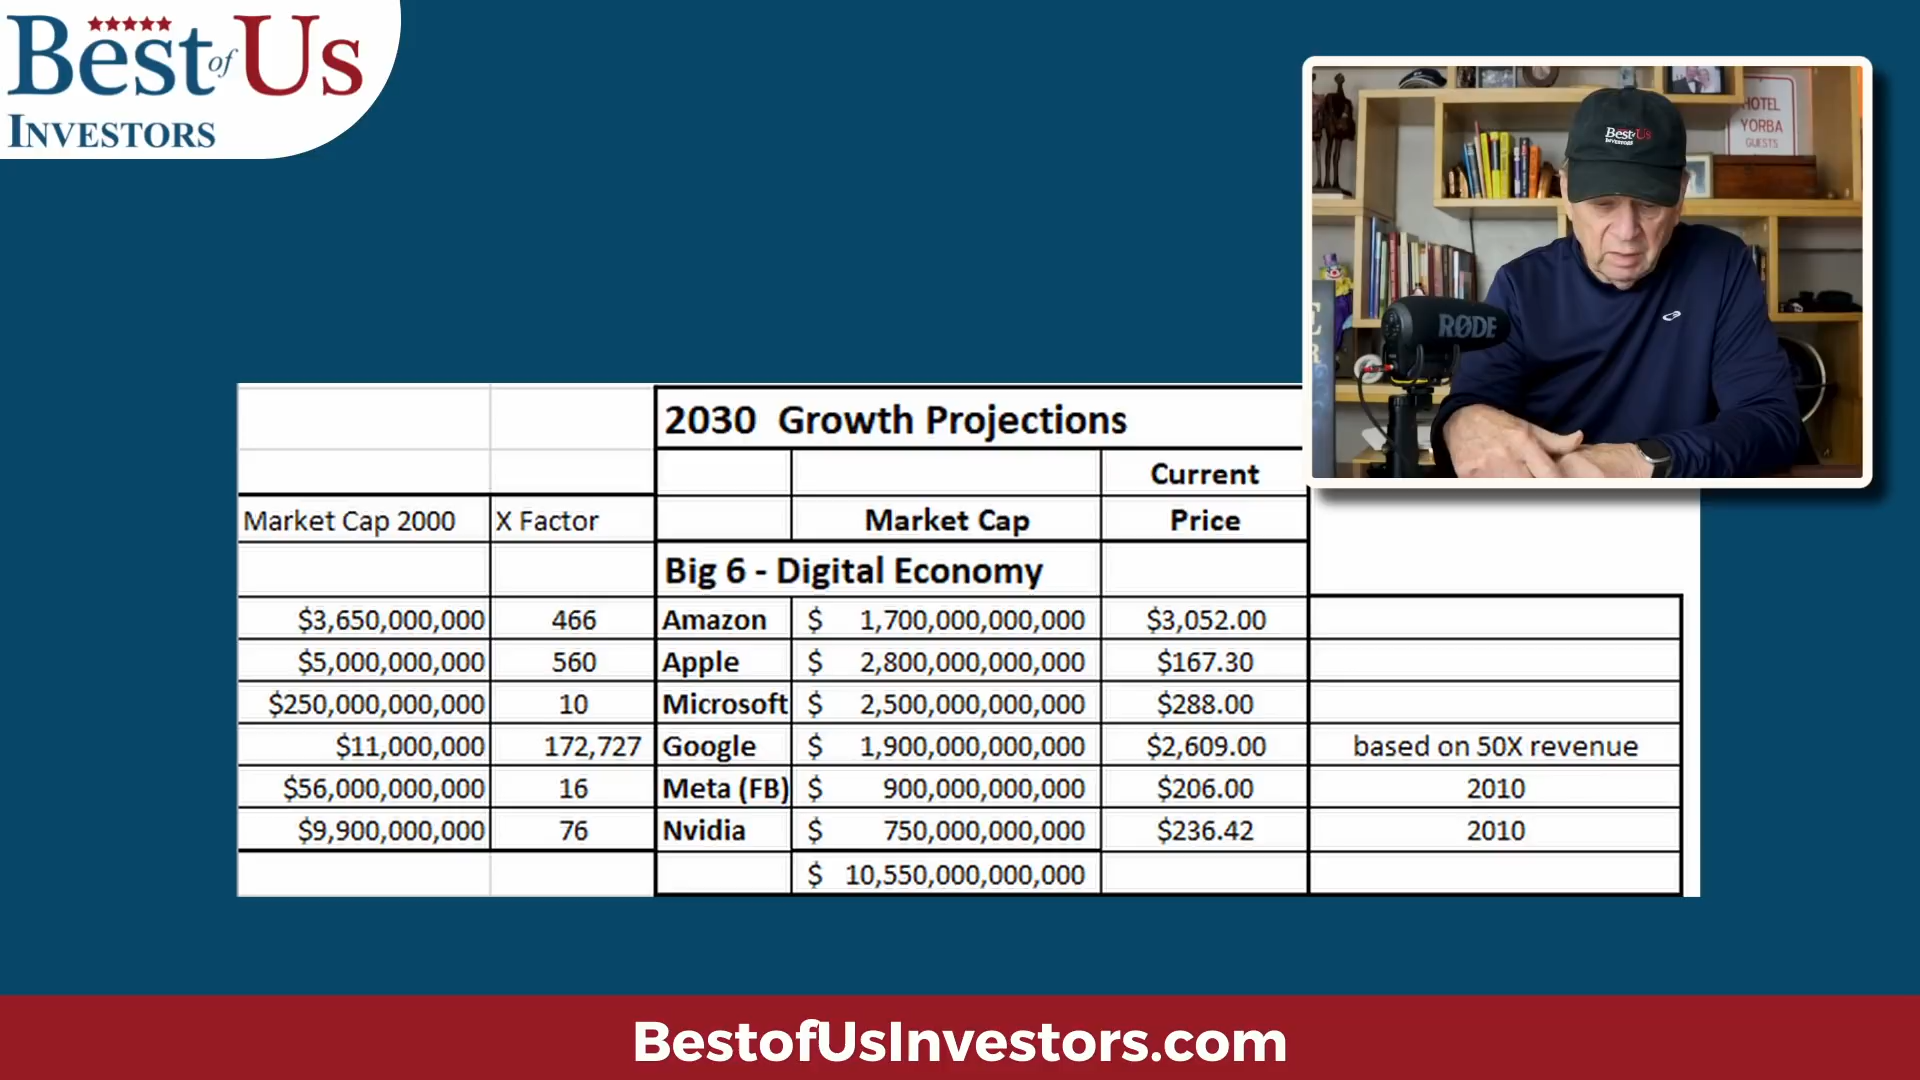 Best of Us
INVESTORS
HOTEL
YORBA
GUESTS
Best of Us
INVESTORS
RØDE
2030 Growth Projections
Current
Market Cap 2000 X Factor Market Cap Price
Big 6 - Digital Economy
$3,650,000,000 466 Amazon $ 1,700,000,000,000 $3,052.00
$5,000,000,000 560 Apple $ 2,800,000,000,000 $167.30
$250,000,000,000 10 Microsoft $ 2,500,000,000,000 $288.00
$11,000,000 172,727 Google $ 1,900,000,000,000 $2,609.00 based on 50X revenue
$56,000,000,000 16 Meta (FB) $ 900,000,000,000 $206.00 2010
$9,900,000,000 76 Nvidia $ 750,000,000,000 $236.42 2010
$ 10,550,000,000,000
BestofUsInvestors.com